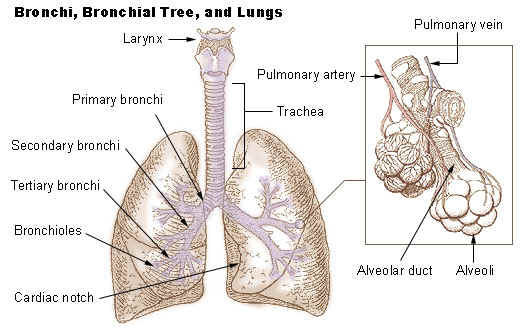 Bronchi, Bronchial Tree, and Lungs
Larynx
Primary bronchi
Trachea
Secondary bronchi
Tertiary bronchi
Bronchioles
Cardiac notch
Pulmonary vein
Pulmonary artery
Alveolar duct
Alveoli